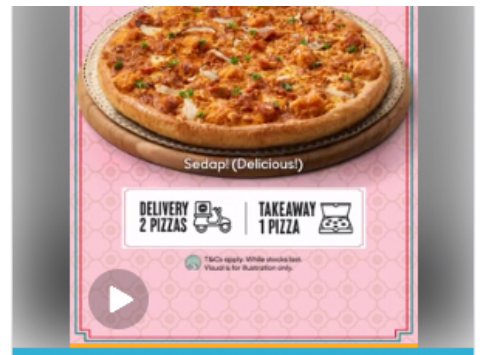 Sedap! (Delicious!)
DELIVERY
2 PIZZAS
TAKEAWAY
1 PIZZA
T&Cs apply. While stocks last.
Visual is for illustration only.